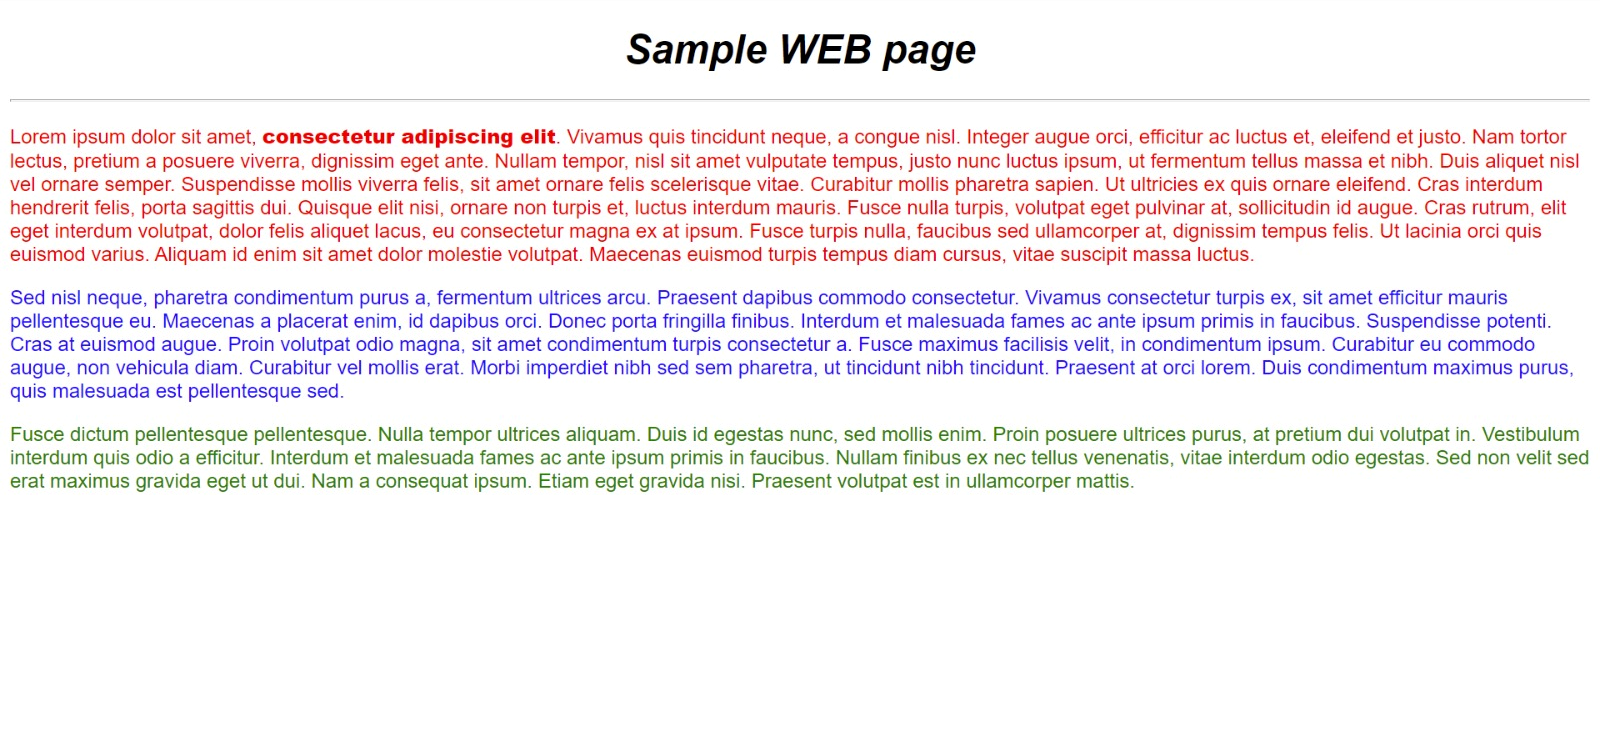 Sample WEB page
Lorem ipsum dolor sit amet, consectetur adipiscing elit. Vivamus quis tincidunt neque, a congue nisl. Integer augue orci, efficitur ac luctus et, eleifend et justo. Nam tortor
lectus, pretium a posuere viverra, dignissim eget ante. Nullam tempor, nisl sit amet vulputate tempus, justo nunc luctus ipsum, ut fermentum tellus massa et nibh. Duis aliquet nisl
vel ornare semper. Suspendisse mollis viverra felis, sit amet ornare felis scelerisque vitae. Curabitur mollis pharetra sapien. Ut ultricies ex quis ornare eleifend. Cras interdum
hendrerit felis, porta sagittis dui. Quisque elit nisi, ornare non turpis et, luctus interdum mauris. Fusce nulla turpis, volutpat eget pulvinar at, sollicitudin id augue. Cras rutrum, elit
eget interdum volutpat, dolor felis aliquet lacus, eu consectetur magna ex at ipsum. Fusce turpis nulla, faucibus sed ullamcorper at, dignissim tempus felis. Ut lacinia orci quis
euismod varius. Aliquam id enim sit amet dolor molestie volutpat. Maecenas euismod turpis tempus diam cursus, vitae suscipit massa luctus.
Sed nisl neque, pharetra condimentum purus a, fermentum ultrices arcu. Praesent dapibus commodo consectetur. Vivamus consectetur turpis ex, sit amet efficitur mauris
pellentesque eu. Maecenas a placerat enim, id dapibus orci. Donec porta fringilla finibus. Interdum et malesuada fames ac ante ipsum primis in faucibus. Suspendisse potenti.
Cras at euismod augue. Proin volutpat odio magna, sit amet condimentum turpis consectetur a. Fusce maximus facilisis velit, in condimentum ipsum. Curabitur eu commodo
augue, non vehicula diam. Curabitur vel mollis erat. Morbi imperdiet nibh sed sem pharetra, ut tincidunt nibh tincidunt. Praesent at orci lorem. Duis condimentum maximus purus,
quis malesuada est pellentesque sed.
Fusce dictum pellentesque pellentesque. Nulla tempor ultrices aliquam. Duis id egestas nunc, sed mollis enim. Proin posuere ultrices purus, at pretium dui volutpat in. Vestibulum
interdum quis odio a efficitur. Interdum et malesuada fames ac ante ipsum primis in faucibus. Nullam finibus ex nec tellus venenatis, vitae interdum odio egestas. Sed non velit sed
erat maximus gravida eget ut dui. Nam a consequat ipsum. Etiam eget gravida nisi. Praesent volutpat est in ullamcorper mattis.